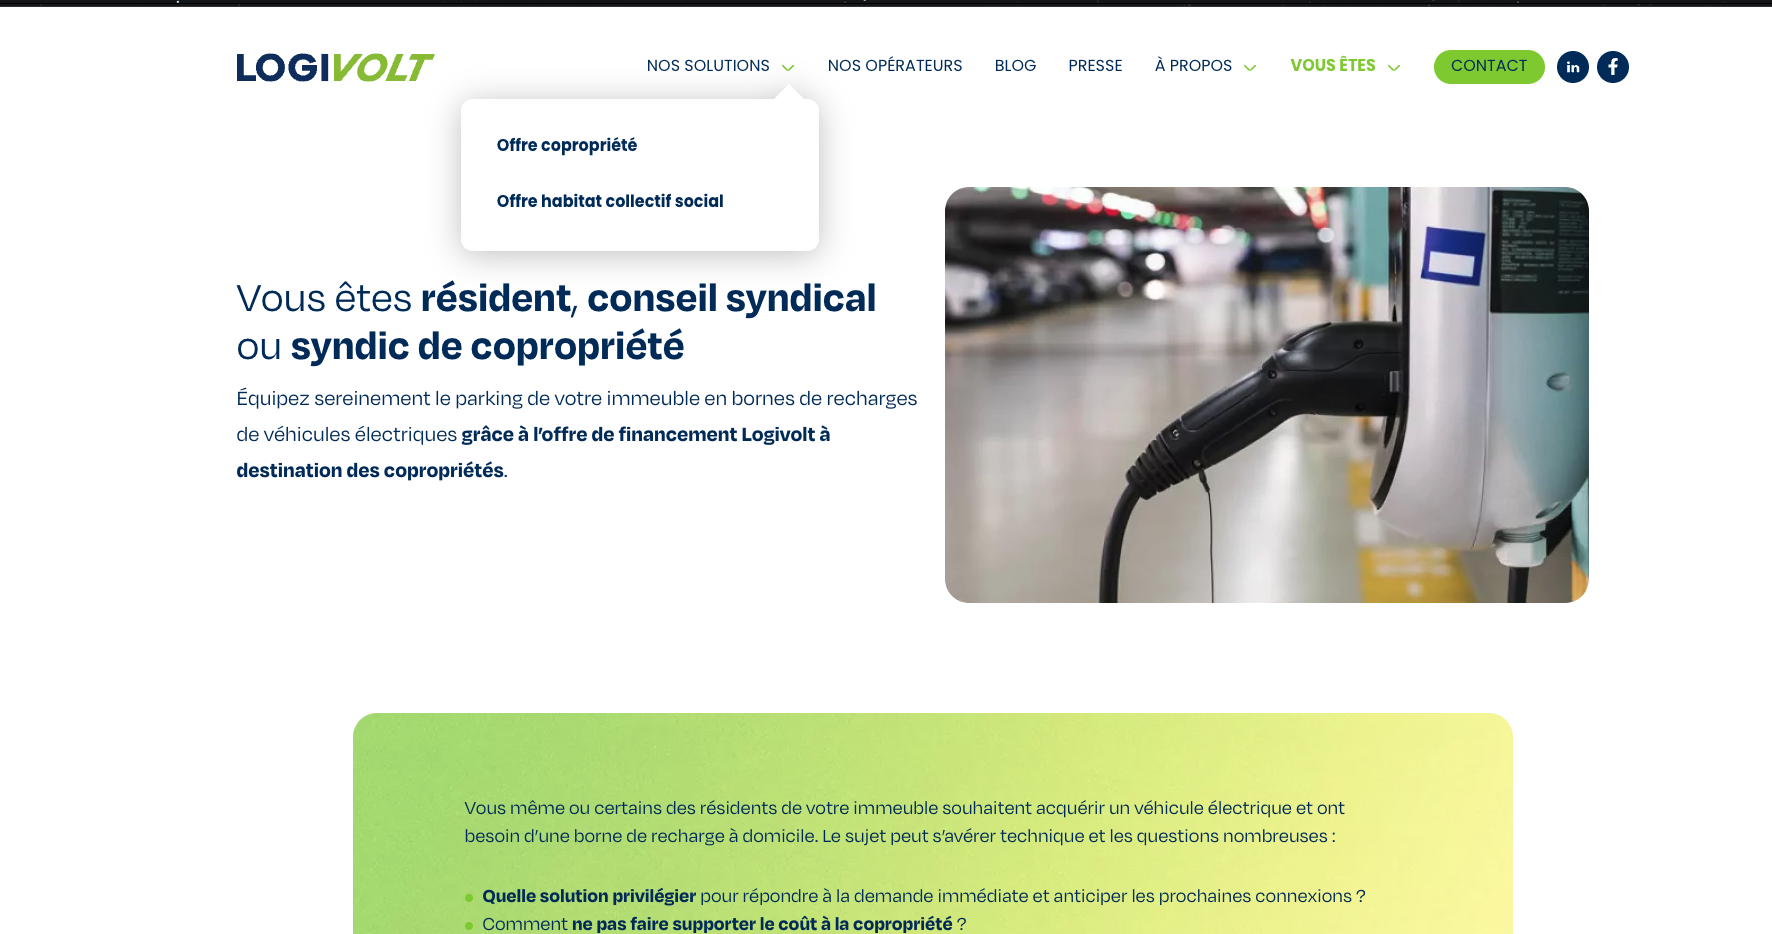 LOGIVOLT
NOS SOLUTIONS
NOS OPÉRATEURS
BLOG
PRESSE
À PROPOS
VOUS ÊTES
CONTACT
in
f
Offre copropriété
Offre habitat collectif social
Vous êtes résident, conseil syndical
ou syndic de copropriété
Équipez sereinement le parking de votre immeuble en bornes de recharges
de véhicules électriques grâce à l’offre de financement Logivolt à
destination des copropriétés.
Vous même ou certains des résidents de votre immeuble souhaitent acquérir un véhicule électrique et ont
besoin d’une borne de recharge à domicile. Le sujet peut s’avérer technique et les questions nombreuses :
Quelle solution privilégier pour répondre à la demande immédiate et anticiper les prochaines connexions ?
Comment ne pas faire supporter le coût à la copropriété ?